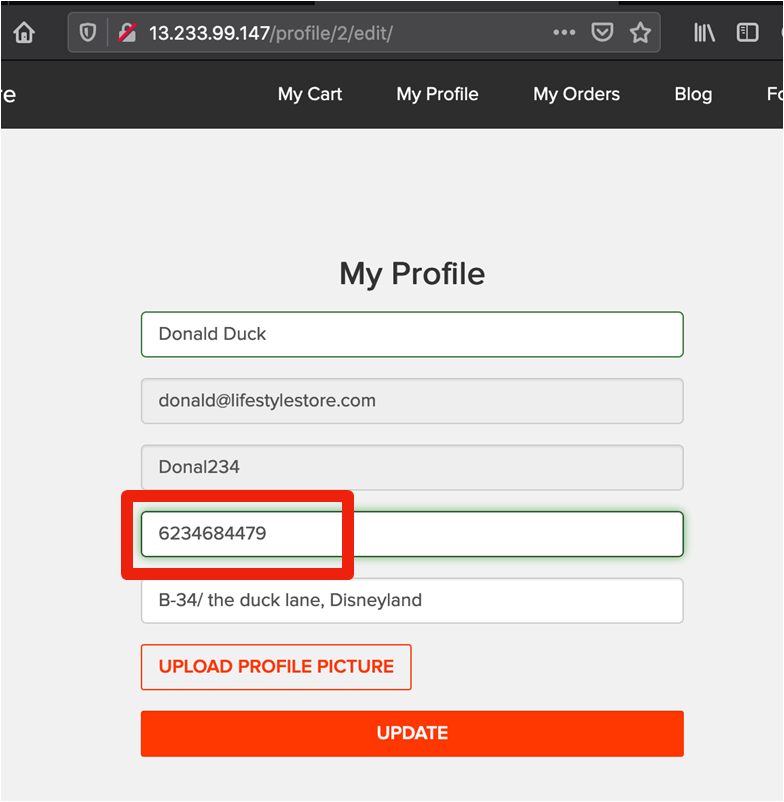 13.233.99.147/profile/2/edit/
e My Cart My Profile My Orders Blog Fo
My Profile
Donald Duck
donald@lifestylestore.com
Donal234
6234684479
B-34/ the duck lane, Disneyland
UPLOAD PROFILE PICTURE
UPDATE